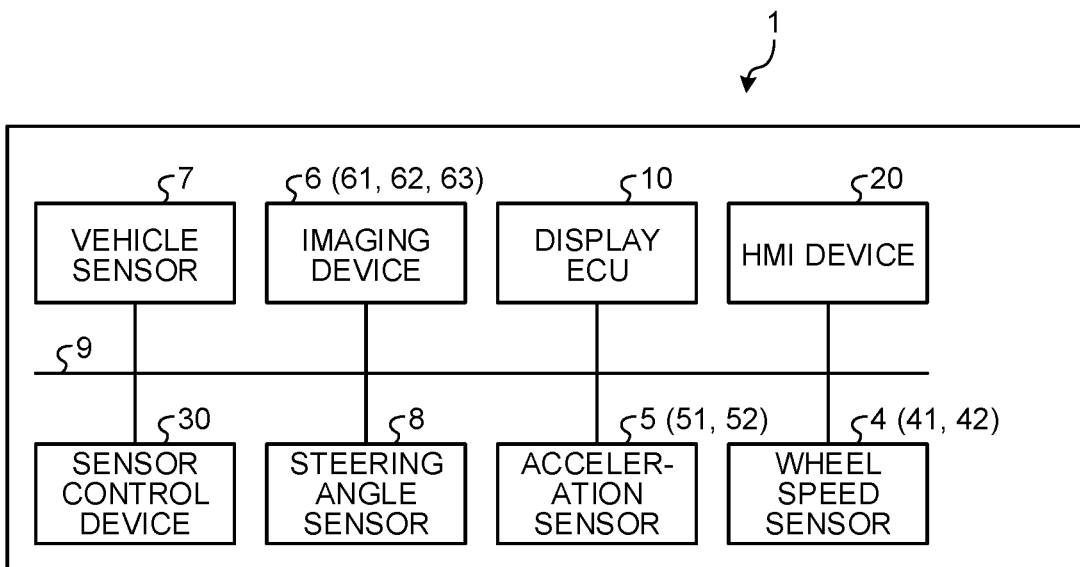 1
7
6 (61, 62, 63)
10
20
VEHICLE
SENSOR
IMAGING
DEVICE
DISPLAY
ECU
HMI DEVICE
9
30
8
5 (51, 52)
4 (41, 42)
SENSOR
CONTROL
DEVICE
STEERING
ANGLE
SENSOR
ACCELER-
ATION
SENSOR
WHEEL
SPEED
SENSOR